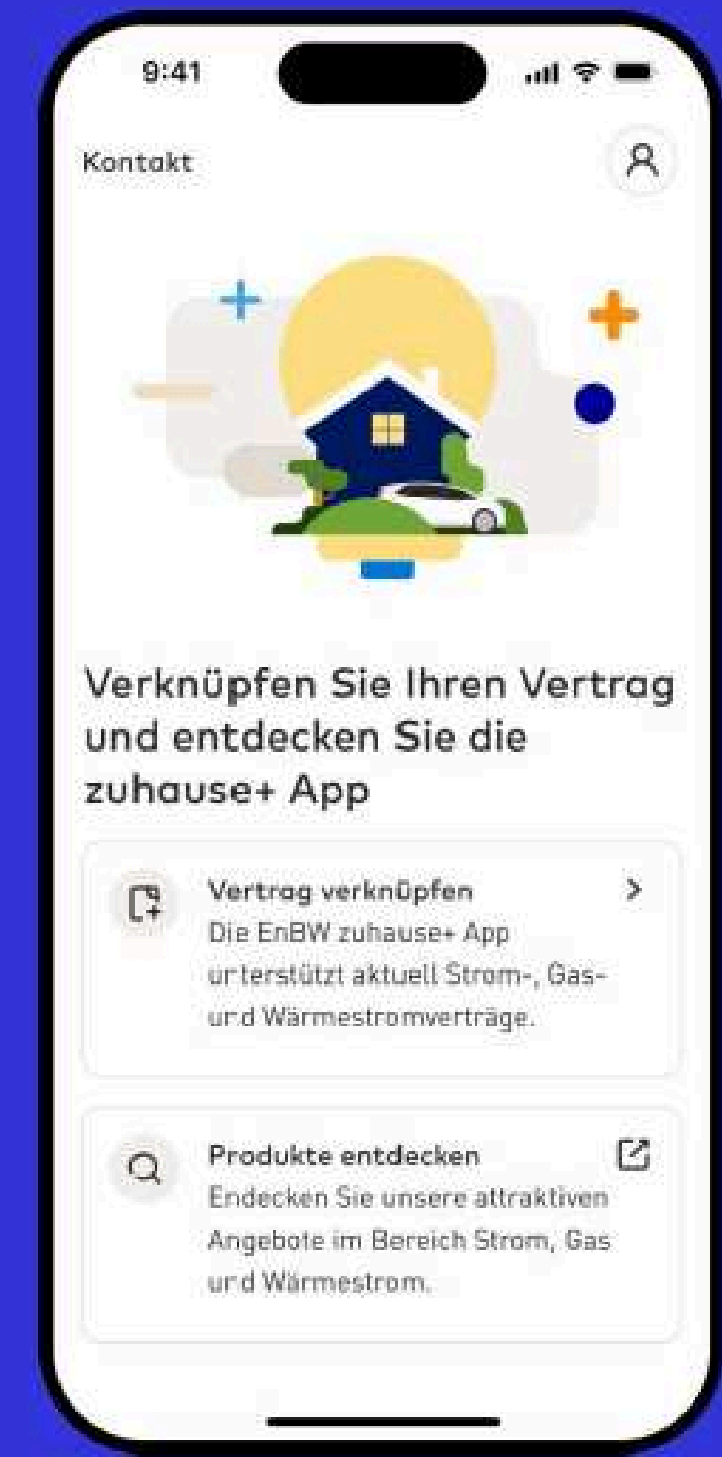 9:41
Kontakt
Verknüpfen Sie Ihren Vertrag
und entdecken Sie die
zuhause+ App
Vertrag verknüpfen
Die EnBW zuhause+ App
unterstützt aktuell Strom-, Gas-
und Wärmestromverträge.
Produkte entdecken
Endecken Sie unsere attraktiven
Angebote im Bereich Strom, Gas
und Wärmestrom.